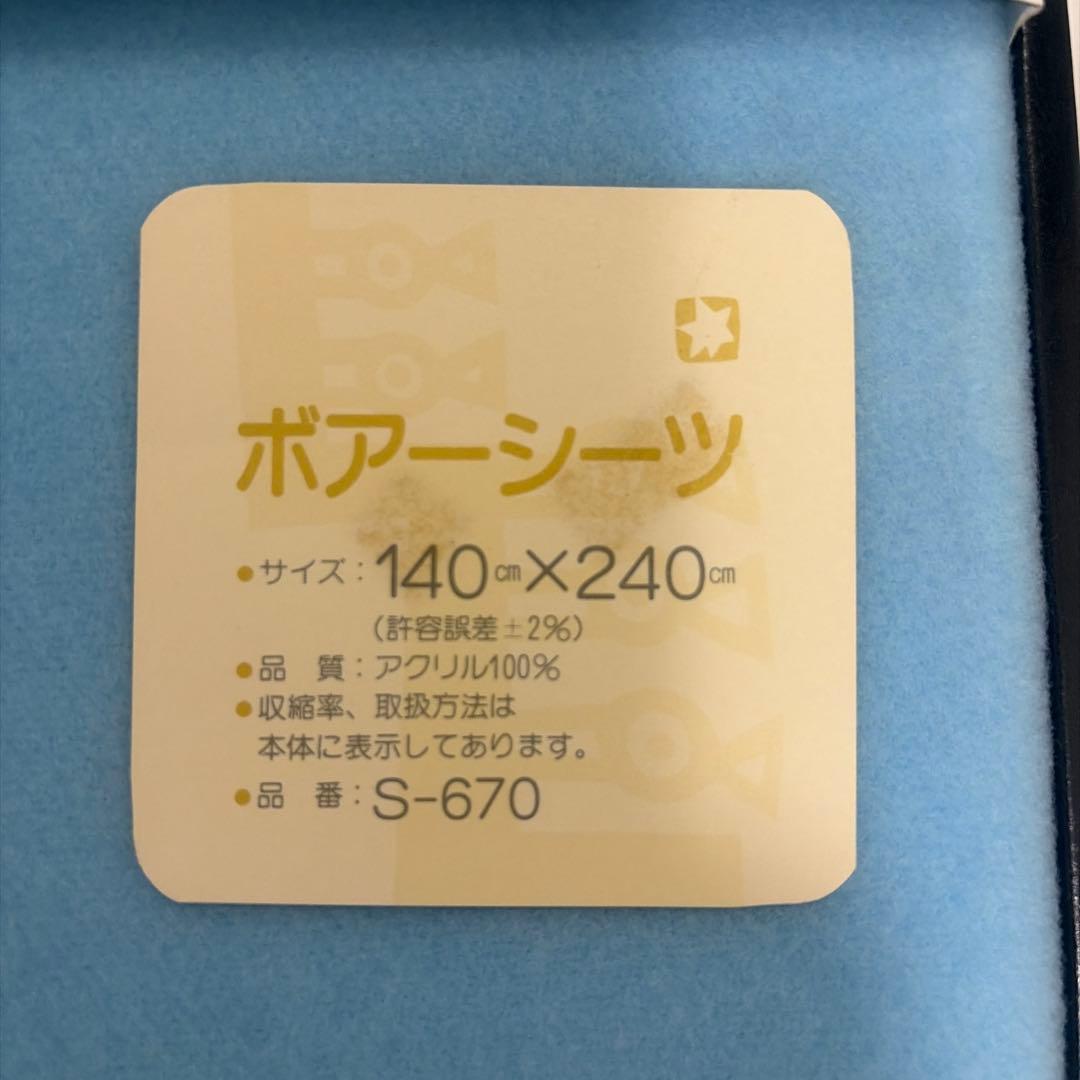 ボアーシーツ
●サイズ：140㎝×240㎝
（許容誤差±2%）
●品　質：アクリル100%
●収縮率、取扱方法は
本体に表示してあります。
●品　番：S-670